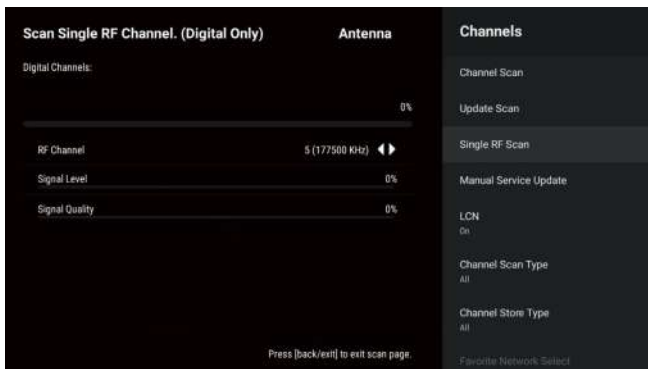 Scan Single RF Channel. (Digital Only)
Antenna
Digital Channels:
0%
RF Channel
5 (177500 KHz)
Signal Level
0%
Signal Quality
0%
Press [back/exit] to exit scan page.
Channels
Channel Scan
Update Scan
Single RF Scan
Manual Service Update
LCN
On
Channel Scan Type
All
Channel Store Type
All
Favorite Network Select